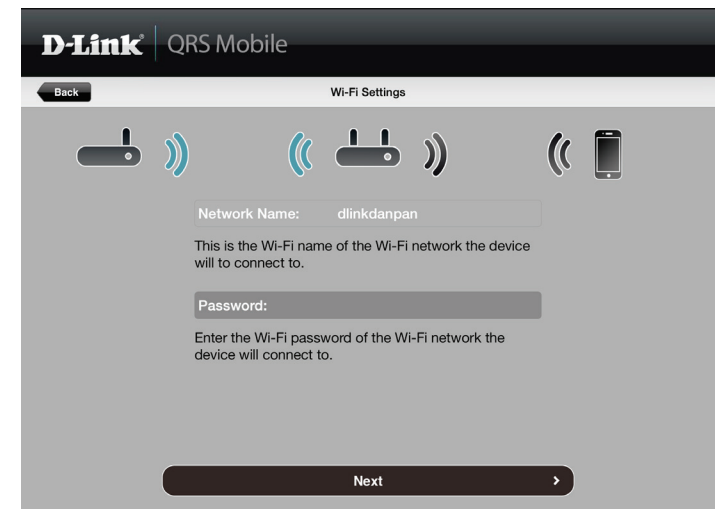 D-Link® QRS Mobile
Back Wi-Fi Settings
Network Name: dlinkdanpan
This is the Wi-Fi name of the Wi-Fi network the device
will to connect to.
Password:
Enter the Wi-Fi password of the Wi-Fi network the
device will connect to.
Next